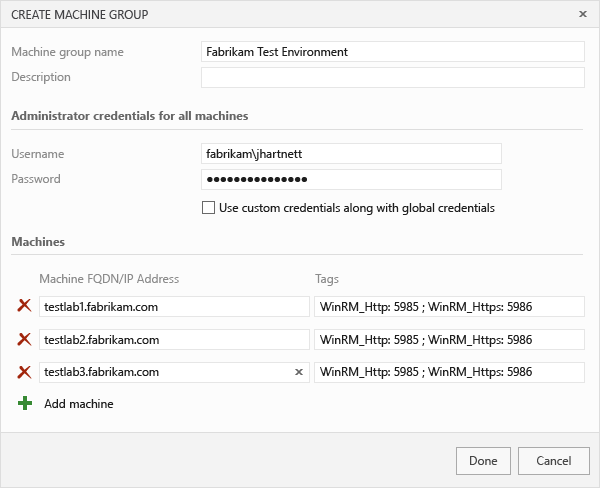 CREATE MACHINE GROUP
Machine group name Fabrikam Test Environment
Description
Administrator credentials for all machines
Username fabrikam\jhartnett
Password ●●●●●●●●●●●●●●●
Use custom credentials along with global credentials
Machines
Machine FQDN/IP Address Tags
testlab1.fabrikam.com WinRM_Http: 5985 ; WinRM_Https: 5986
testlab2.fabrikam.com WinRM_Http: 5985 ; WinRM_Https: 5986
testlab3.fabrikam.com WinRM_Http: 5985 ; WinRM_Https: 5986
Add machine
Done Cancel